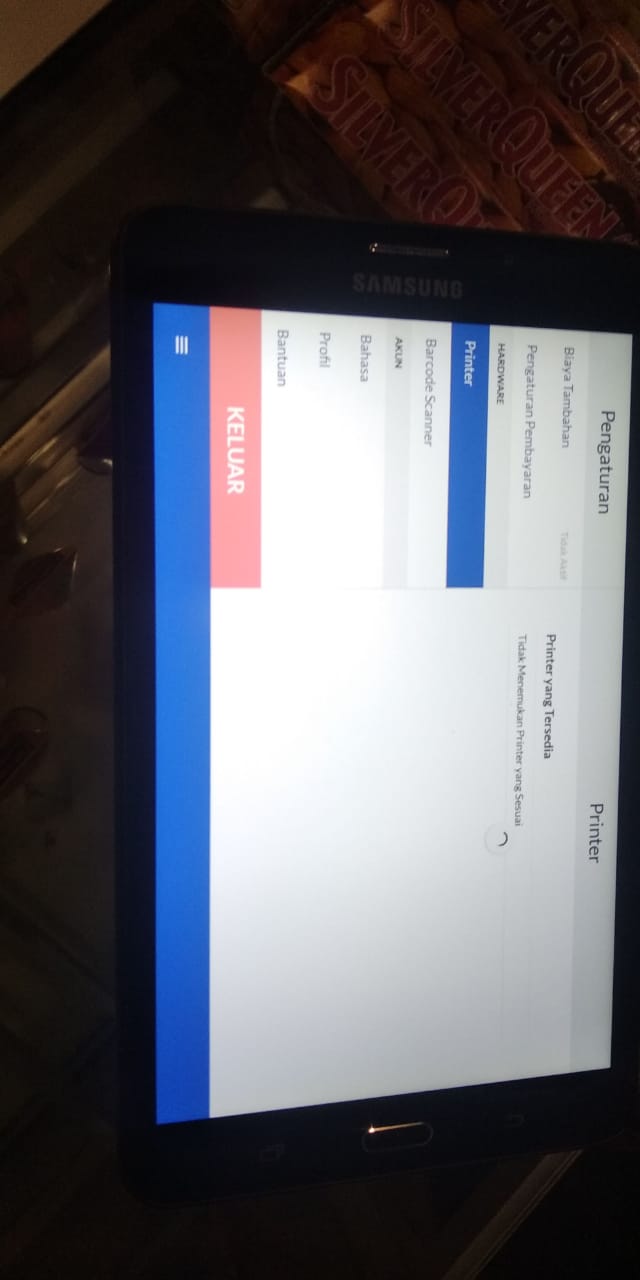 SILVERQUEEN
SILVERQUEEN
SILVERQU
SAMSUNG
Pengaturan
Printer
Biaya Tambahan
Tidak Aktif
Pengaturan Pembayaran
HARDWARE
Printer
Barcode Scanner
AKUN
Bahasa
Profil
Bantuan
KELUAR
Printer yang Tersedia
Tidak Menemukan Printer yang Sesuai